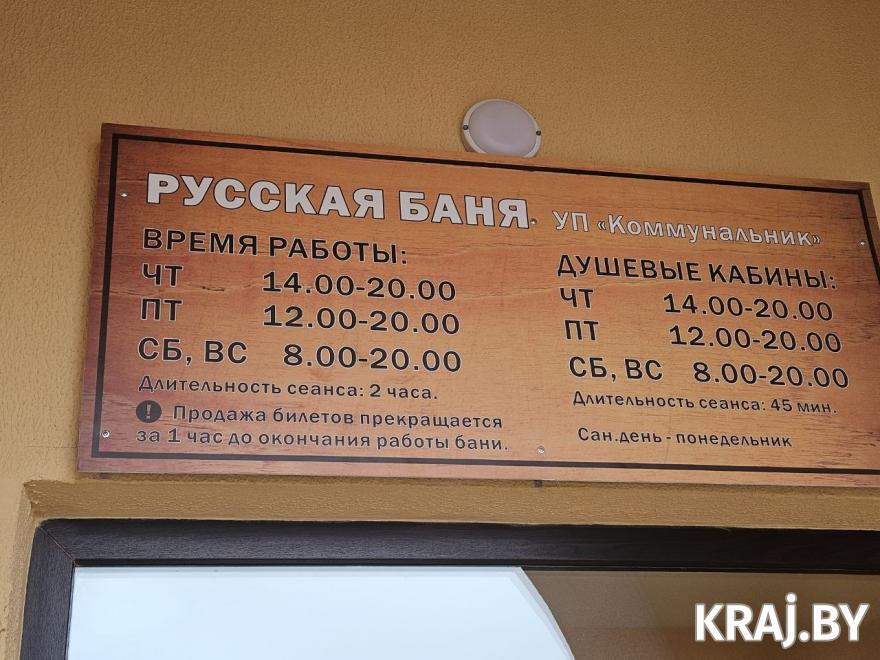 РУССКАЯ БАНЯ. УП «Коммунальник»
ВРЕМЯ РАБОТЫ:
ЧТ 14.00-20.00
ПТ 12.00-20.00
СБ, ВС 8.00-20.00
Длительность сеанса: 2 часа.
! Продажа билетов прекращается
за 1 час до окончания работы бани.
ДУШЕВЫЕ КАБИНЫ:
ЧТ 14.00-20.00
ПТ 12.00-20.00
СБ, ВС 8.00-20.00
Длительность сеанса: 45 мин.
Сан.день - понедельник
KRAJ.BY